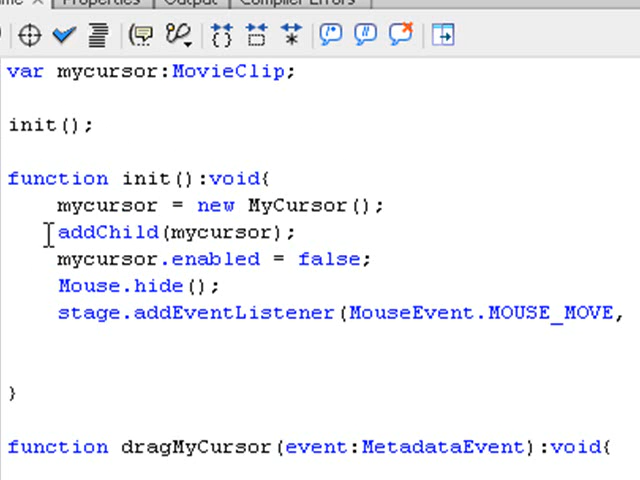 Properties Output Compiler Errors
var mycursor:MovieClip;
init();
function init():void{
mycursor = new MyCursor();
addChild(mycursor);
mycursor.enabled = false;
Mouse.hide();
stage.addEventListener(MouseEvent.MOUSE_MOVE,
}
function dragMyCursor(event:MetadataEvent):void{